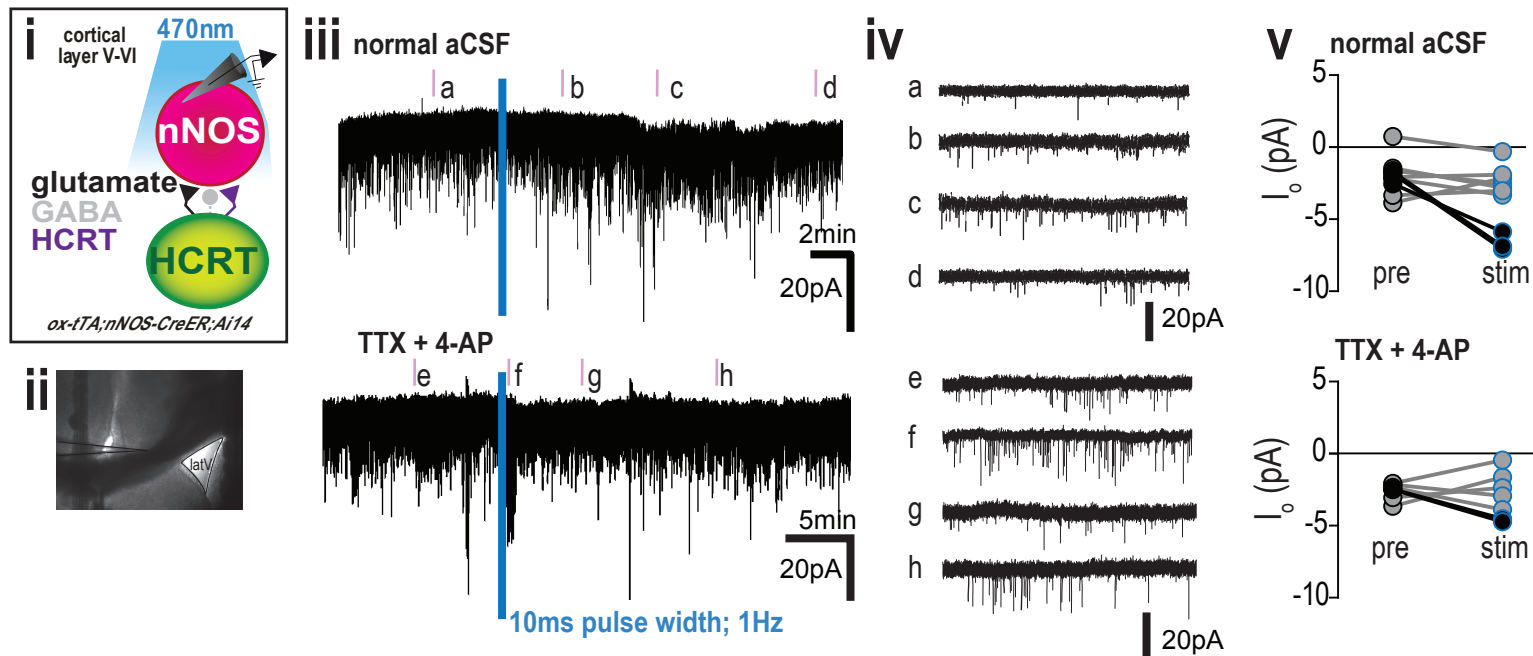 i
cortical
layer V-VI
470nm
nNOS
glutamate
GABA
HCRT
HCRT
ox-tTA;nNOS-CreER;Ai14
ii
latV
iii
normal aCSF
a
b
c
d
2min
20pA
TTX + 4-AP
e
f
g
h
5min
20pA
10ms pulse width; 1Hz
iv
a
b
c
d
20pA
e
f
g
h
20pA
v
normal aCSF
5
0
-5
-10
I_o (pA)
pre
stim
TTX + 4-AP
5
0
-5
-10
I_o (pA)
pre
stim